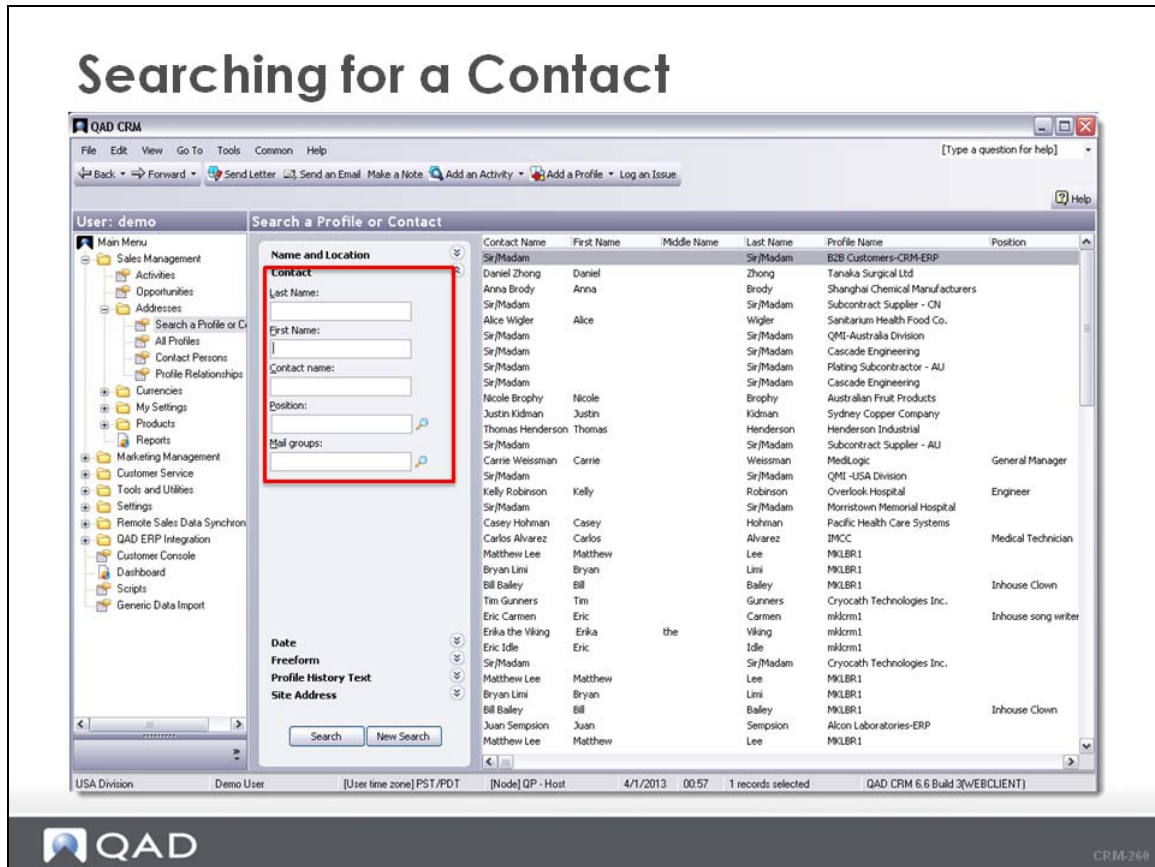 Searching for a Contact
QAD CRM
File Edit View Go To Tools Common Help [Type a question for help]
Back Forward Send Letter Send an Email Make a Note Add an Activity Add a Profile Log an Issue
Help
User: demo Search a Profile or Contact
Main Menu
Sales Management
Activities
Opportunities
Addresses
Search a Profile or C
All Profiles
Contact Persons
Profile Relationships
Currencies
My Settings
Products
Reports
Marketing Management
Customer Service
Tools and Utilities
Settings
Remote Sales Data Synchron
QAD ERP Integration
Customer Console
Dashboard
Scripts
Generic Data Import
Name and Location
Contact
Last Name:
First Name:
Contact name:
Position:
Mail groups:
Date
Freeform
Profile History Text
Site Address
Search New Search
Contact Name First Name Middle Name Last Name Profile Name Position
Sir/Madam Sir/Madam B2B Customers-CRM-ERP
Daniel Zhong Daniel Zhong Tanaka Surgical Ltd
Anna Brody Anna Brody Shanghai Chemical Manufacturers
Sir/Madam Sir/Madam Subcontract Supplier - CN
Alice Wigler Alice Wigler Sanitarium Health Food Co.
Sir/Madam Sir/Madam QMI-Australia Division
Sir/Madam Sir/Madam Cascade Engineering
Sir/Madam Sir/Madam Plating Subcontractor - AU
Sir/Madam Sir/Madam Cascade Engineering
Nicole Brophy Nicole Brophy Australian Fruit Products
Justin Kidman Justin Kidman Sydney Copper Company
Thomas Henderson Thomas Henderson Henderson Industrial
Sir/Madam Sir/Madam Subcontract Supplier - AU
Carrie Weissman Carrie Weissman MediLogic General Manager
Sir/Madam Sir/Madam QMI -USA Division
Kelly Robinson Kelly Robinson Overlook Hospital Engineer
Sir/Madam Sir/Madam Morristown Memorial Hospital
Casey Hohman Casey Hohman Pacific Health Care Systems
Carlos Alvarez Carlos Alvarez IMCC Medical Technician
Matthew Lee Matthew Lee MKLBR1
Bryan Limi Bryan Limi MKLBR1
Bill Bailey Bill Bailey MKLBR1 Inhouse Clown
Tim Gunners Tim Gunners Cryocath Technologies Inc.
Eric Carmen Eric Carmen mklcrm1 Inhouse song writer
Erika the Viking Erika the Viking mklcrm1
Eric Idle Eric Idle mklcrm1
Sir/Madam Sir/Madam Cryocath Technologies Inc.
Matthew Lee Matthew Lee MKLBR1
Bryan Limi Bryan Limi MKLBR1
Bill Bailey Bill Bailey MKLBR1 Inhouse Clown
Juan Sempsion Juan Sempsion Alcon Laboratories-ERP
Matthew Lee Matthew Lee MKLBR1
USA Division Demo User [User time zone] PST/PDT [Node] QP - Host 4/1/2013 00:57 1 records selected QAD CRM 6.6 Build 3(WEBCLIENT)
QAD
CRM-260